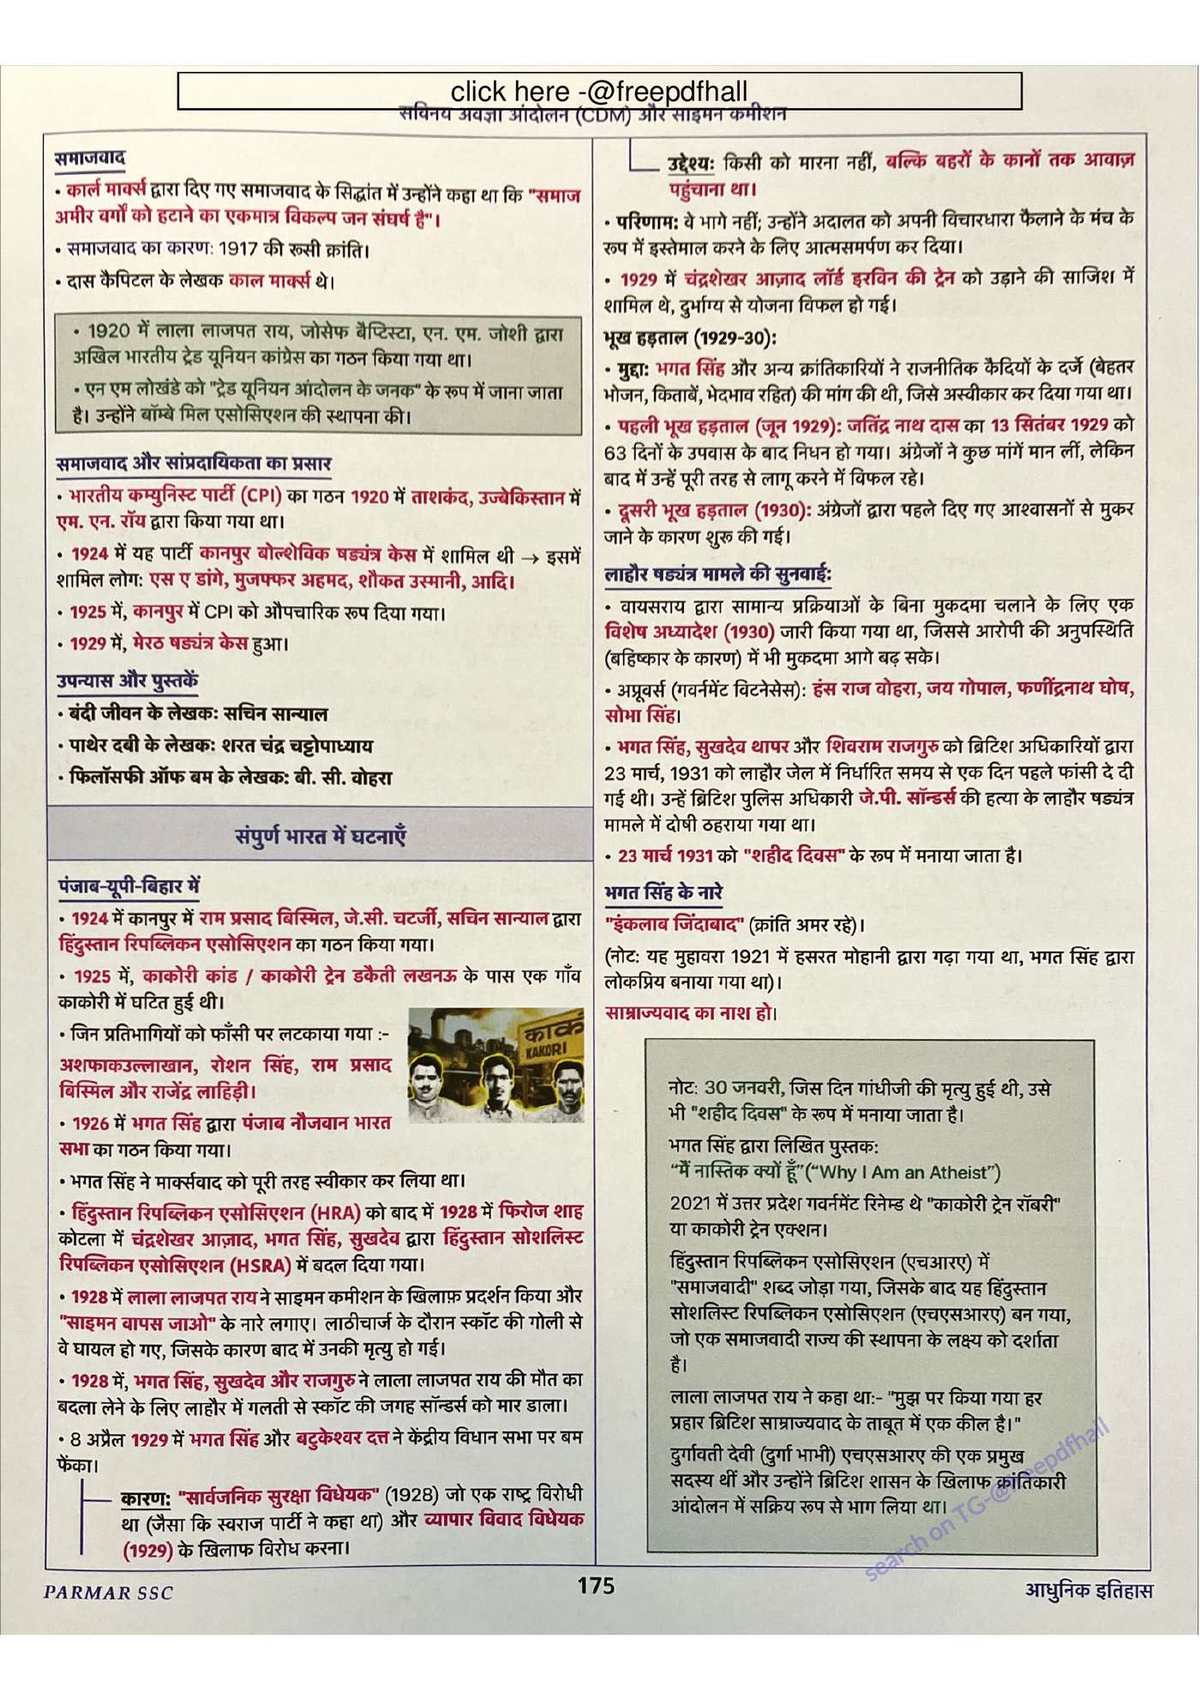 click here -@freepdfhall
सविनय अवज्ञा आंदोलन (CDM) और साइमन कमीशन
समाजवाद
• कार्ल मार्क्स द्वारा दिए गए समाजवाद के सिद्धांत में उन्होंने कहा था कि "समाज
अमीर वर्गों को हटाने का एकमात्र विकल्प जन संघर्ष है"।
• समाजवाद का कारण: 1917 की रूसी क्रांति।
• दास कैपिटल के लेखक काल मार्क्स थे।
• 1920 में लाला लाजपत राय, जोसेफ बैप्टिस्टा, एन. एम. जोशी द्वारा
अखिल भारतीय ट्रेड यूनियन कांग्रेस का गठन किया गया था।
• एन एम लोखंडे को "ट्रेड यूनियन आंदोलन के जनक" के रूप में जाना जाता
है। उन्होंने बॉम्बे मिल एसोसिएशन की स्थापना की।
समाजवाद और सांप्रदायिकता का प्रसार
• भारतीय कम्युनिस्ट पार्टी (CPI) का गठन 1920 में ताशकंद, उज्बेकिस्तान में
एम. एन. रॉय द्वारा किया गया था।
• 1924 में यह पार्टी कानपुर बोल्शेविक षड्यंत्र केस में शामिल थी → इसमें
शामिल लोग: एस ए डांगे, मुजफ्फर अहमद, शौकत उस्मानी, आदि।
• 1925 में, कानपुर में CPI को औपचारिक रूप दिया गया।
• 1929 में, मेरठ षड्यंत्र केस हुआ।
उपन्यास और पुस्तकें
• बंदी जीवन के लेखक: सचिन सान्याल
• पाथेर दबी के लेखक: शरत चंद्र चट्टोपाध्याय
• फिलॉसफी ऑफ बम के लेखक: बी. सी. वोहरा
संपुर्ण भारत में घटनाएँ
पंजाब-यूपी-बिहार में
• 1924 में कानपुर में राम प्रसाद बिस्मिल, जे.सी. चटर्जी, सचिन सान्याल द्वारा
हिंदुस्तान रिपब्लिकन एसोसिएशन का गठन किया गया।
• 1925 में, काकोरी कांड / काकोरी ट्रेन डकैती लखनऊ के पास एक गाँव
काकोरी में घटित हुई थी।
• जिन प्रतिभागियों को फाँसी पर लटकाया गया :-
अशफाकउल्लाखान, रोशन सिंह, राम प्रसाद
बिस्मिल और राजेंद्र लाहिड़ी।
काकं
KAKORI
• 1926 में भगत सिंह द्वारा पंजाब नौजवान भारत
सभा का गठन किया गया।
• भगत सिंह ने मार्क्सवाद को पूरी तरह स्वीकार कर लिया था।
• हिंदुस्तान रिपब्लिकन एसोसिएशन (HRA) को बाद में 1928 में फिरोज शाह
कोटला में चंद्रशेखर आज़ाद, भगत सिंह, सुखदेव द्वारा हिंदुस्तान सोशलिस्ट
रिपब्लिकन एसोसिएशन (HSRA) में बदल दिया गया।
• 1928 में लाला लाजपत राय ने साइमन कमीशन के खिलाफ़ प्रदर्शन किया और
"साइमन वापस जाओ" के नारे लगाए। लाठीचार्ज के दौरान स्कॉट की गोली से
वे घायल हो गए, जिसके कारण बाद में उनकी मृत्यु हो गई।
• 1928 में, भगत सिंह, सुखदेव और राजगुरु ने लाला लाजपत राय की मौत का
बदला लेने के लिए लाहौर में गलती से स्कॉट की जगह सॉन्डर्स को मार डाला।
• 8 अप्रैल 1929 में भगत सिंह और बटुकेश्वर दत्त ने केंद्रीय विधान सभा पर बम
फेंका।
कारण: "सार्वजनिक सुरक्षा विधेयक" (1928) जो एक राष्ट्र विरोधी
था (जैसा कि स्वराज पार्टी ने कहा था) और व्यापार विवाद विधेयक
(1929) के खिलाफ विरोध करना।
उद्देश्य: किसी को मारना नहीं, बल्कि बहरों के कानों तक आवाज़
पहुंचाना था।
• परिणाम: वे भागे नहीं; उन्होंने अदालत को अपनी विचारधारा फैलाने के मंच के
रूप में इस्तेमाल करने के लिए आत्मसमर्पण कर दिया।
• 1929 में चंद्रशेखर आज़ाद लॉर्ड इरविन की ट्रेन को उड़ाने की साजिश में
शामिल थे, दुर्भाग्य से योजना विफल हो गई।
भूख हड़ताल (1929-30):
• मुद्दा: भगत सिंह और अन्य क्रांतिकारियों ने राजनीतिक कैदियों के दर्जे (बेहतर
भोजन, किताबें, भेदभाव रहित) की मांग की थी, जिसे अस्वीकार कर दिया गया था।
• पहली भूख हड़ताल (जून 1929): जतिंद्र नाथ दास का 13 सितंबर 1929 को
63 दिनों के उपवास के बाद निधन हो गया। अंग्रेजों ने कुछ मांगें मान लीं, लेकिन
बाद में उन्हें पूरी तरह से लागू करने में विफल रहे।
• दूसरी भूख हड़ताल (1930): अंग्रेजों द्वारा पहले दिए गए आश्वासनों से मुकर
जाने के कारण शुरू की गई।
लाहौर षड्यंत्र मामले की सुनवाई:
• वायसराय द्वारा सामान्य प्रक्रियाओं के बिना मुकदमा चलाने के लिए एक
विशेष अध्यादेश (1930) जारी किया गया था, जिससे आरोपी की अनुपस्थिति
(बहिष्कार के कारण) में भी मुकदमा आगे बढ़ सके।
• अप्रूवर्स (गवर्नमेंट विटनेसेस): हंस राज वोहरा, जय गोपाल, फणींद्रनाथ घोष,
सोभा सिंह।
• भगत सिंह, सुखदेव थापर और शिवराम राजगुरु को ब्रिटिश अधिकारियों द्वारा
23 मार्च, 1931 को लाहौर जेल में निर्धारित समय से एक दिन पहले फांसी दे दी
गई थी। उन्हें ब्रिटिश पुलिस अधिकारी जे.पी. सॉन्डर्स की हत्या के लाहौर षड्यंत्र
मामले में दोषी ठहराया गया था।
• 23 मार्च 1931 को "शहीद दिवस" के रूप में मनाया जाता है।
भगत सिंह के नारे
"इंकलाब जिंदाबाद" (क्रांति अमर रहे)।
(नोट: यह मुहावरा 1921 में हसरत मोहानी द्वारा गढ़ा गया था, भगत सिंह द्वारा
लोकप्रिय बनाया गया था)।
साम्राज्यवाद का नाश हो।
नोट: 30 जनवरी, जिस दिन गांधीजी की मृत्यु हुई थी, उसे
भी "शहीद दिवस" के रूप में मनाया जाता है।
भगत सिंह द्वारा लिखित पुस्तक:
“मैं नास्तिक क्यों हूँ”(“Why I Am an Atheist”)
2021 में उत्तर प्रदेश गवर्नमेंट रिनेम्ड थे "काकोरी ट्रेन रॉबरी"
या काकोरी ट्रेन एक्शन।
हिंदुस्तान रिपब्लिकन एसोसिएशन (एचआरए) में
"समाजवादी" शब्द जोड़ा गया, जिसके बाद यह हिंदुस्तान
सोशलिस्ट रिपब्लिकन एसोसिएशन (एचएसआरए) बन गया,
जो एक समाजवादी राज्य की स्थापना के लक्ष्य को दर्शाता
है।
लाला लाजपत राय ने कहा था:- "मुझ पर किया गया हर
प्रहार ब्रिटिश साम्राज्यवाद के ताबूत में एक कील है।"
दुर्गावती देवी (दुर्गा भाभी) एचएसआरए की एक प्रमुख
सदस्य थीं और उन्होंने ब्रिटिश शासन के खिलाफ क्रांतिकारी
आंदोलन में सक्रिय रूप से भाग लिया था।
search on TG-@freepdfhall
PARMAR SSC
175
आधुनिक इतिहास